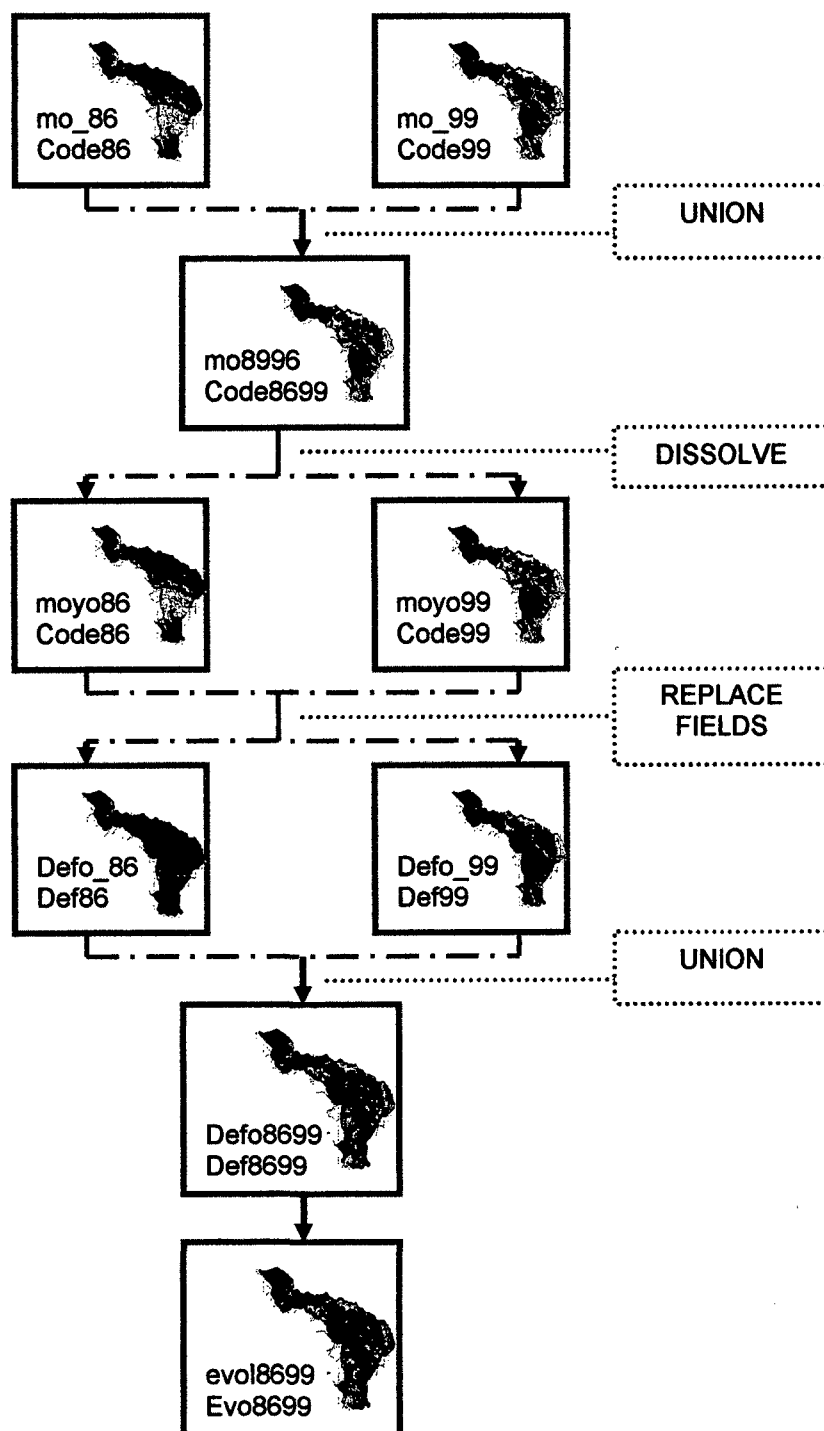 mo_86
Code86
mo_99
Code99
UNION
mo8996
Code8699
DISSOLVE
moyo86
Code86
moyo99
Code99
REPLACE
FIELDS
Defo_86
Def86
Defo_99
Def99
UNION
Defo8699
Def8699
evol8699
Evo8699